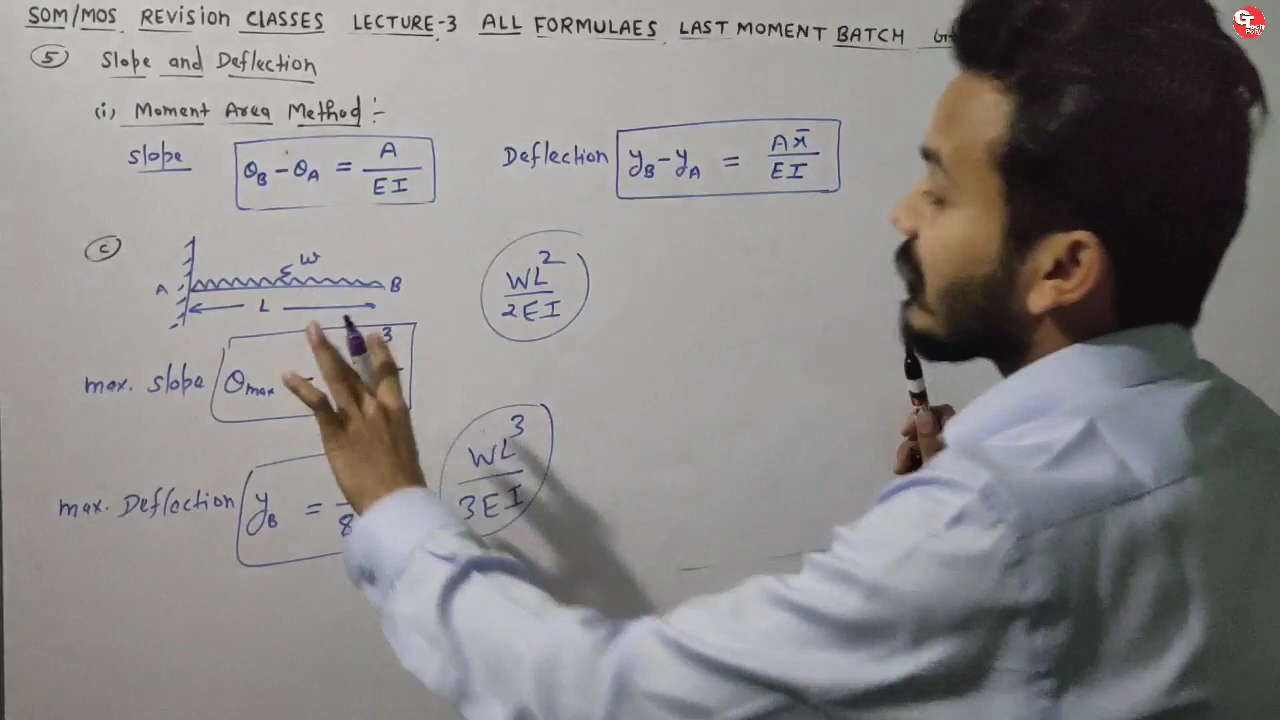 SOM/MOS REVISION CLASSES LECTURE-3 ALL FORMULAES LAST MOMENT BATCH
⑤ Slope and Deflection
(i) Moment Area Method :-
Slope θB - θA = A/EI
Deflection yB - yA = Ax̄/EI
ⓒ
w
A B
L
WL²/2EI
max. slope θmax 3
max. Deflection yB = 8
WL³/3EI
GT
POLY